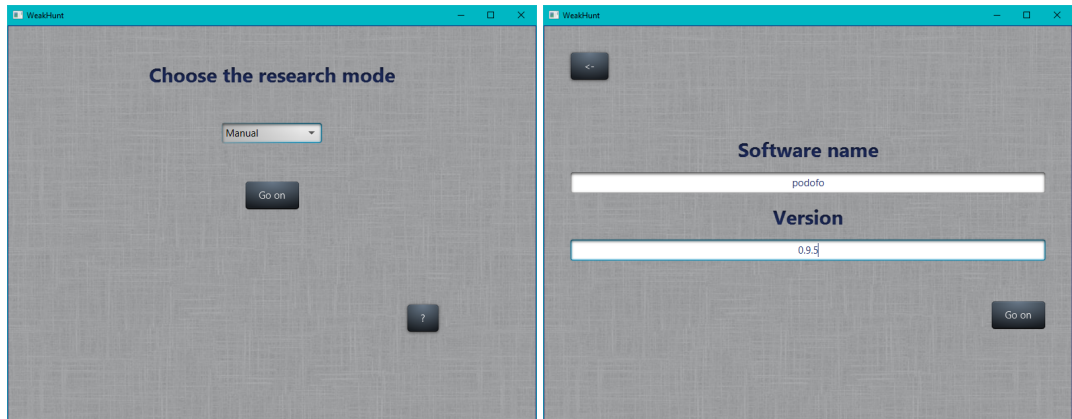 WeakHunt
Choose the research mode
Manual
Go on
?
WeakHunt
<-
Software name
podofo
Version
0.9.5
Go on